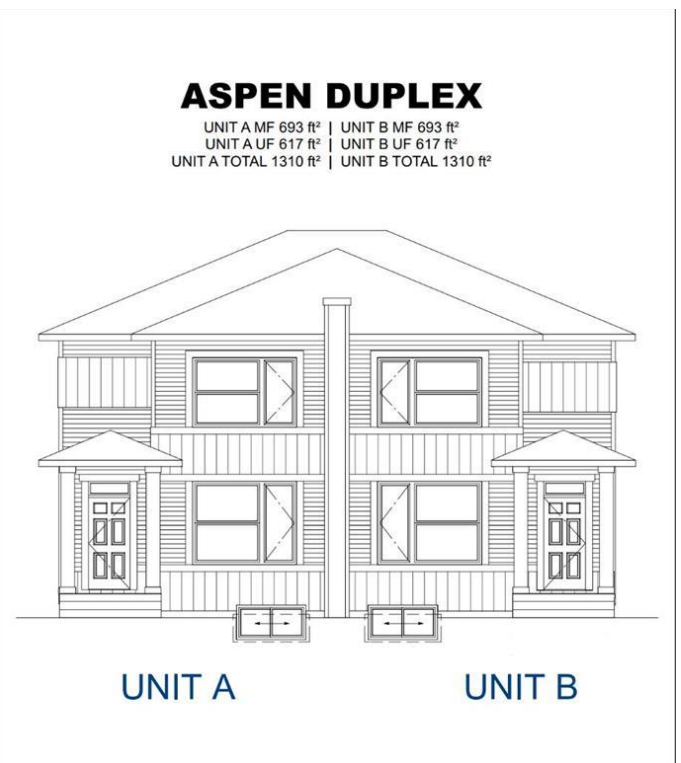 ASPEN DUPLEX
UNIT A MF 693 ft² | UNIT B MF 693 ft²
UNIT A UF 617 ft² | UNIT B UF 617 ft²
UNIT A TOTAL 1310 ft² | UNIT B TOTAL 1310 ft²
UNIT A
UNIT B